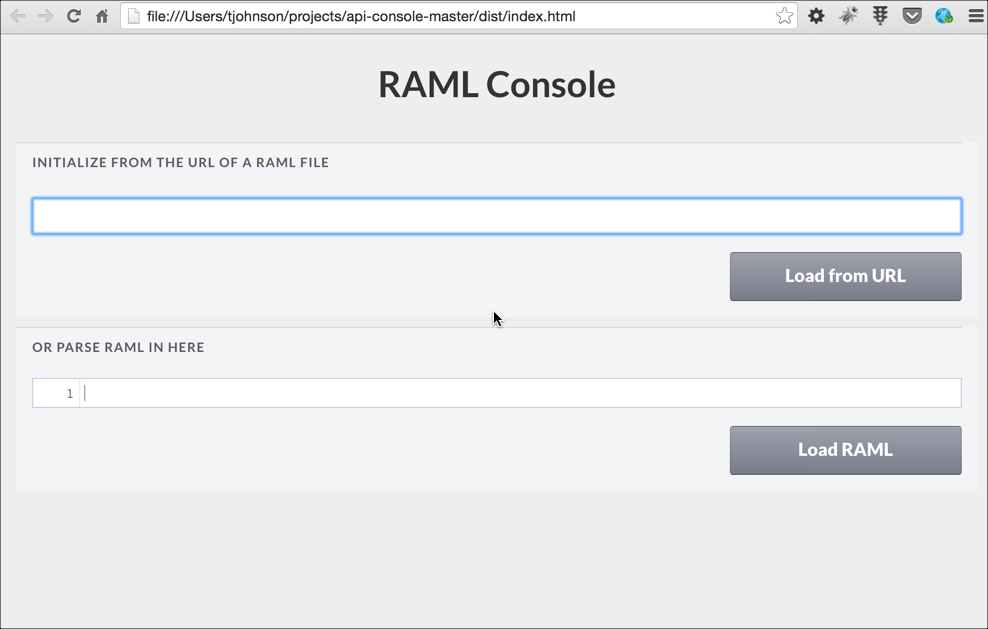 file:///Users/tjohnson/projects/api-console-master/dist/index.html
RAML Console
INITIALIZE FROM THE URL OF A RAML FILE
Load from URL
OR PARSE RAML IN HERE
1
Load RAML